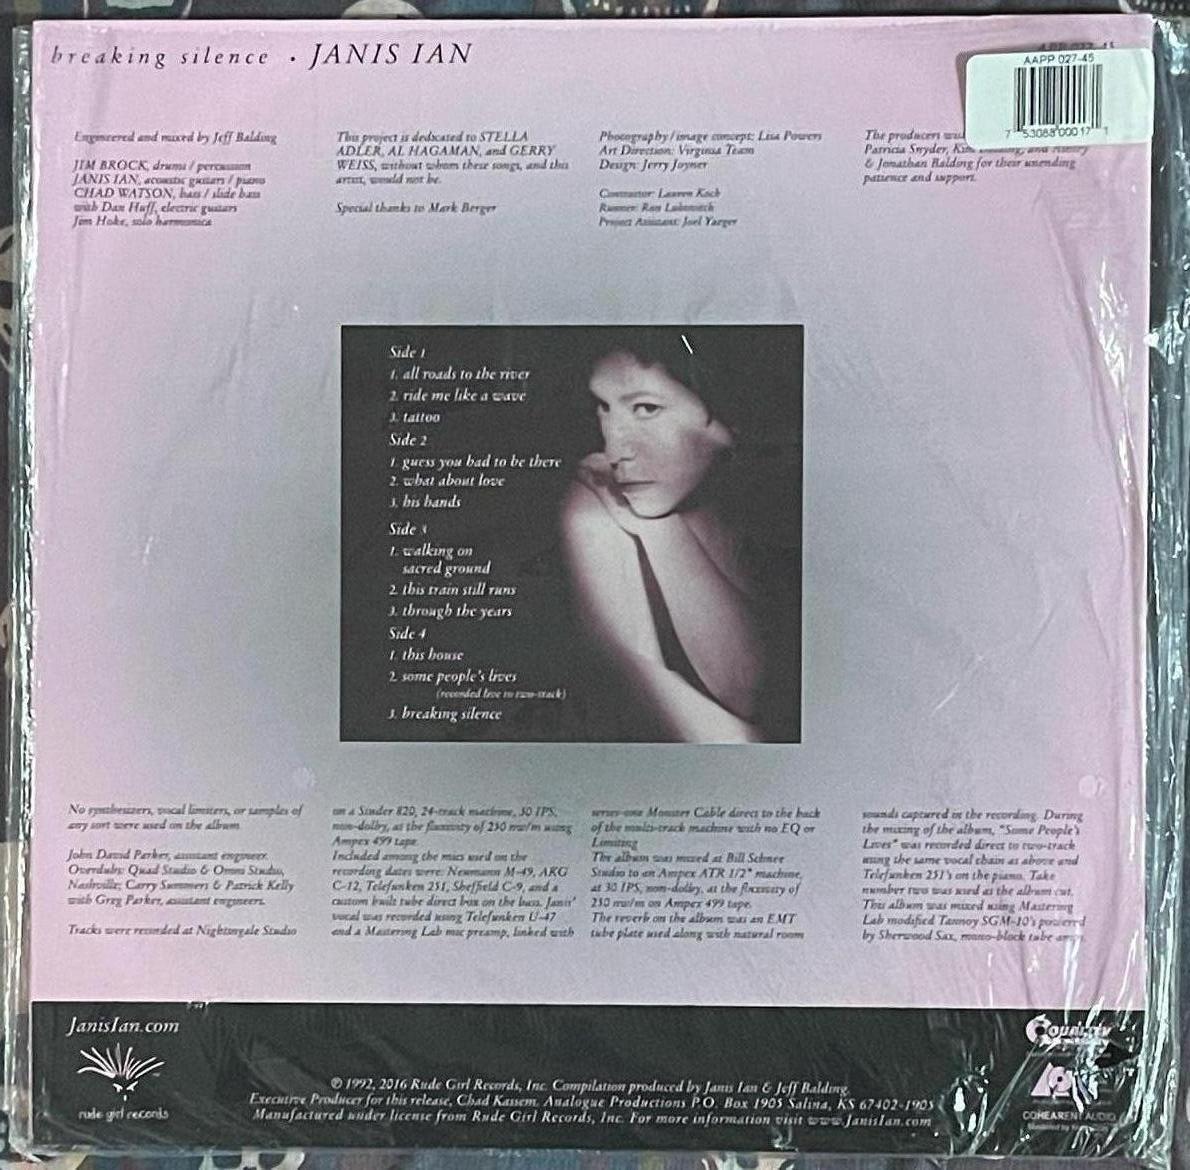 breaking silence • JANIS IAN
AAPP 027-45
7 53088 00017 1
Engineered and mixed by Jeff Balding
JIM BROCK, drums / percussion
JANIS IAN, acoustic guitars / piano
CHAD WATSON, bass / slide bass
with Dan Huff, electric guitars
Jim Hoke, solo harmonica
This project is dedicated to STELLA
ADLER, AL HAGAMAN, and GERRY
WEISS, without whom these songs, and this
artist, would not be.
Special thanks to Mark Berger
Photography / image concept: Lisa Powers
Art Direction: Virginia Team
Design: Jerry Joyner
Contractor: Lauren Koch
Runner: Ron Lubovitch
Project Assistant: Joel Yarger
The producers
Patricia Snyder,
& Jonathan Balding for their unending
patience and support.
Side 1
1. all roads to the river
2. ride me like a wave
3. tattoo
Side 2
1. guess you had to be there
2. what about love
3. his hands
Side 3
1. walking on
sacred ground
2. this train still runs
3. through the years
Side 4
1. this house
2. some people's lives
(recorded live to two-track)
3. breaking silence
No synthesizers, vocal limiters, or samples of
any sort were used on the album
John David Parker, assistant engineer.
Overdubs: Quad Studio & Omni Studio,
Nashville; Carry Summers & Patrick Kelly
with Greg Parker, assistant engineers.
Tracks were recorded at Nightingale Studio
on a Studer 820, 24-track machine, 30 IPS,
non-dolby, at the fluxivity of 250 nw/m using
Ampex 499 tape.
Included among the mics used on the
recording dates were: Neumann M-49, AKG
C-12, Telefunken 251, Sheffield C-9, and a
custom built tube direct box on the bass. Janis'
vocal was recorded using Telefunken U-47
and a Mastering Lab mic preamp, linked with
series-one Monster Cable direct to the back
of the multi-track machine with no EQ or
Limiting
The album was mixed at Bill Schnee
Studio to an Ampex ATR 1/2" machine,
at 30 IPS, non-dolby, at the fluxivity of
250 nw/m on Ampex 499 tape.
The reverb on the album was an EMT
tube plate used along with natural room
sounds captured in the recording. During
the mixing of the album, "Some People's
Lives" was recorded direct to two-track
using the same vocal chain as above and
Telefunken 251's on the piano. Take
number two was used as the album cut.
This album was mixed using Mastering
Lab modified Tannoy SGM-10's powered
by Sherwood Sax, mono-block tube amps.
JanisIan.com
rude girl records
℗ 1992, 2016 Rude Girl Records, Inc. Compilation produced by Janis Ian & Jeff Balding.
Executive Producer for this release, Chad Kassem. Analogue Productions P.O. Box 1905 Salina, KS 67402-1905
Manufactured under license from Rude Girl Records, Inc. For more information visit www.JanisIan.com
COHEARENT AUDIO